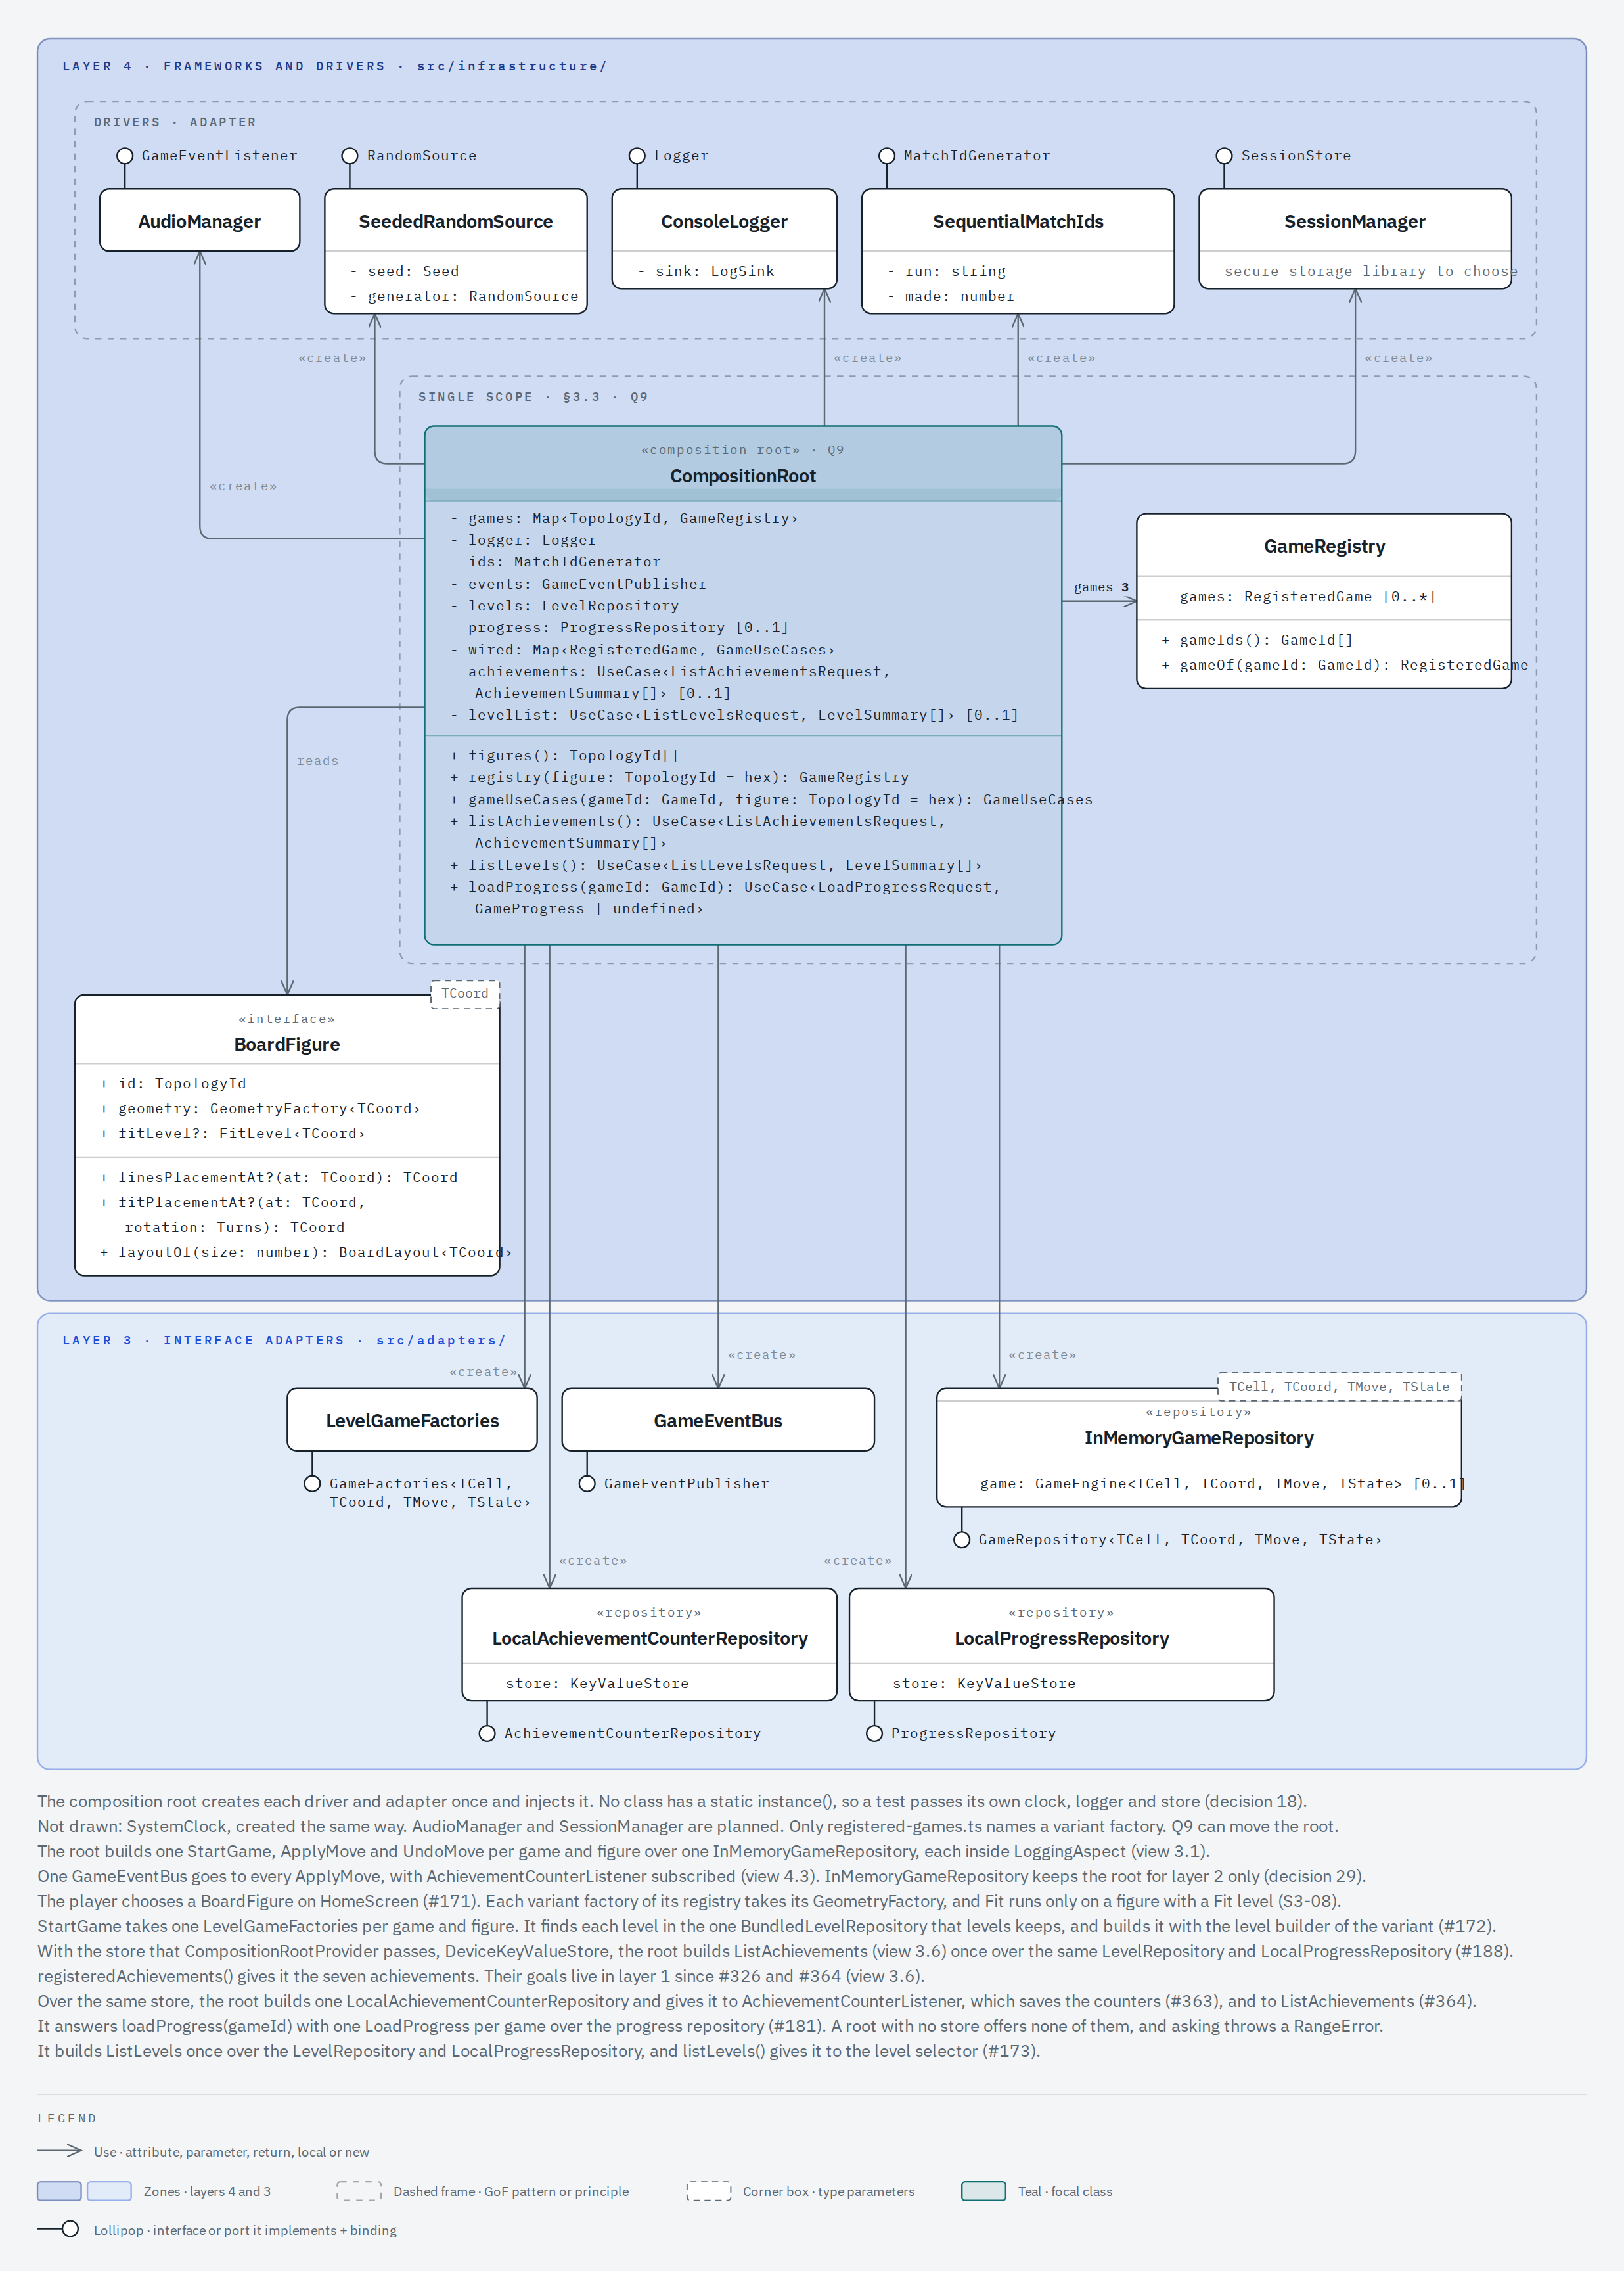 LAYER 4 · FRAMEWORKS AND DRIVERS · src/infrastructure/
DRIVERS · ADAPTER
GameEventListener
RandomSource
Logger
MatchIdGenerator
SessionStore
AudioManager
SeededRandomSource
- seed: Seed
- generator: RandomSource
ConsoleLogger
- sink: LogSink
SequentialMatchIds
- run: string
- made: number
SessionManager
secure storage library to choose
«create»
«create»
«create»
«create»
«create»
SINGLE SCOPE · §3.3 · Q9
«composition root» · Q9
CompositionRoot
- games: Map‹TopologyId, GameRegistry›
- logger: Logger
- ids: MatchIdGenerator
- events: GameEventPublisher
- levels: LevelRepository
- progress: ProgressRepository [0..1]
- wired: Map‹RegisteredGame, GameUseCases›
- achievements: UseCase‹ListAchievementsRequest,
AchievementSummary[]› [0..1]
- levelList: UseCase‹ListLevelsRequest, LevelSummary[]› [0..1]
+ figures(): TopologyId[]
+ registry(figure: TopologyId = hex): GameRegistry
+ gameUseCases(gameId: GameId, figure: TopologyId = hex): GameUseCases
+ listAchievements(): UseCase‹ListAchievementsRequest,
AchievementSummary[]›
+ listLevels(): UseCase‹ListLevelsRequest, LevelSummary[]›
+ loadProgress(gameId: GameId): UseCase‹LoadProgressRequest,
GameProgress | undefined›
games 3
GameRegistry
- games: RegisteredGame [0..*]
+ gameIds(): GameId[]
+ gameOf(gameId: GameId): RegisteredGame
reads
TCoord
«interface»
BoardFigure
+ id: TopologyId
+ geometry: GeometryFactory‹TCoord›
+ fitLevel?: FitLevel‹TCoord›
+ linesPlacementAt?(at: TCoord): TCoord
+ fitPlacementAt?(at: TCoord,
rotation: Turns): TCoord
+ layoutOf(size: number): BoardLayout‹TCoord›
LAYER 3 · INTERFACE ADAPTERS · src/adapters/
«create»
«create»
«create»
LevelGameFactories
GameFactories‹TCell,
TCoord, TMove, TState›
GameEventBus
GameEventPublisher
TCell, TCoord, TMove, TState
«repository»
InMemoryGameRepository
- game: GameEngine<TCell, TCoord, TMove, TState> [0..1]
GameRepository‹TCell, TCoord, TMove, TState›
«create»
«create»
«repository»
LocalAchievementCounterRepository
- store: KeyValueStore
AchievementCounterRepository
«repository»
LocalProgressRepository
- store: KeyValueStore
ProgressRepository
The composition root creates each driver and adapter once and injects it. No class has a static instance(), so a test passes its own clock, logger and store (decision 18).
Not drawn: SystemClock, created the same way. AudioManager and SessionManager are planned. Only registered-games.ts names a variant factory. Q9 can move the root.
The root builds one StartGame, ApplyMove and UndoMove per game and figure over one InMemoryGameRepository, each inside LoggingAspect (view 3.1).
One GameEventBus goes to every ApplyMove, with AchievementCounterListener subscribed (view 4.3). InMemoryGameRepository keeps the root for layer 2 only (decision 29).
The player chooses a BoardFigure on HomeScreen (#171). Each variant factory of its registry takes its GeometryFactory, and Fit runs only on a figure with a Fit level (S3-08).
StartGame takes one LevelGameFactories per game and figure. It finds each level in the one BundledLevelRepository that levels keeps, and builds it with the level builder of the variant (#172).
With the store that CompositionRootProvider passes, DeviceKeyValueStore, the root builds ListAchievements (view 3.6) once over the same LevelRepository and LocalProgressRepository (#188).
registeredAchievements() gives it the seven achievements. Their goals live in layer 1 since #326 and #364 (view 3.6).
Over the same store, the root builds one LocalAchievementCounterRepository and gives it to AchievementCounterListener, which saves the counters (#363), and to ListAchievements (#364).
It answers loadProgress(gameId) with one LoadProgress per game over the progress repository (#181). A root with no store offers none of them, and asking throws a RangeError.
It builds ListLevels once over the LevelRepository and LocalProgressRepository, and listLevels() gives it to the level selector (#173).
LEGEND
Use · attribute, parameter, return, local or new
Zones · layers 4 and 3
Dashed frame · GoF pattern or principle
Corner box · type parameters
Teal · focal class
Lollipop · interface or port it implements + binding